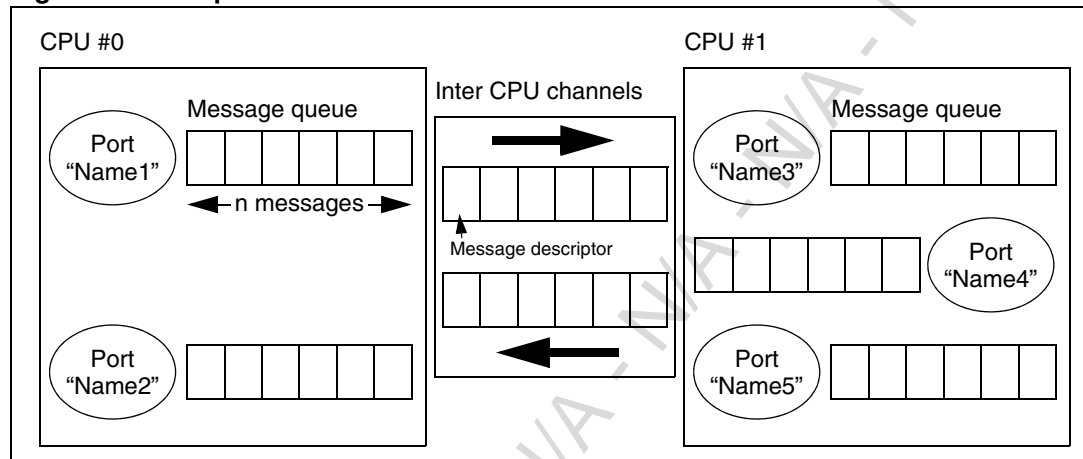 CPU #0
CPU #1
Inter CPU channels
Message queue
Port
“Name1”
n messages
Message descriptor
Port
“Name2”
Message queue
Port
“Name3”
Port
“Name4”
Port
“Name5”
N/A - N/A -